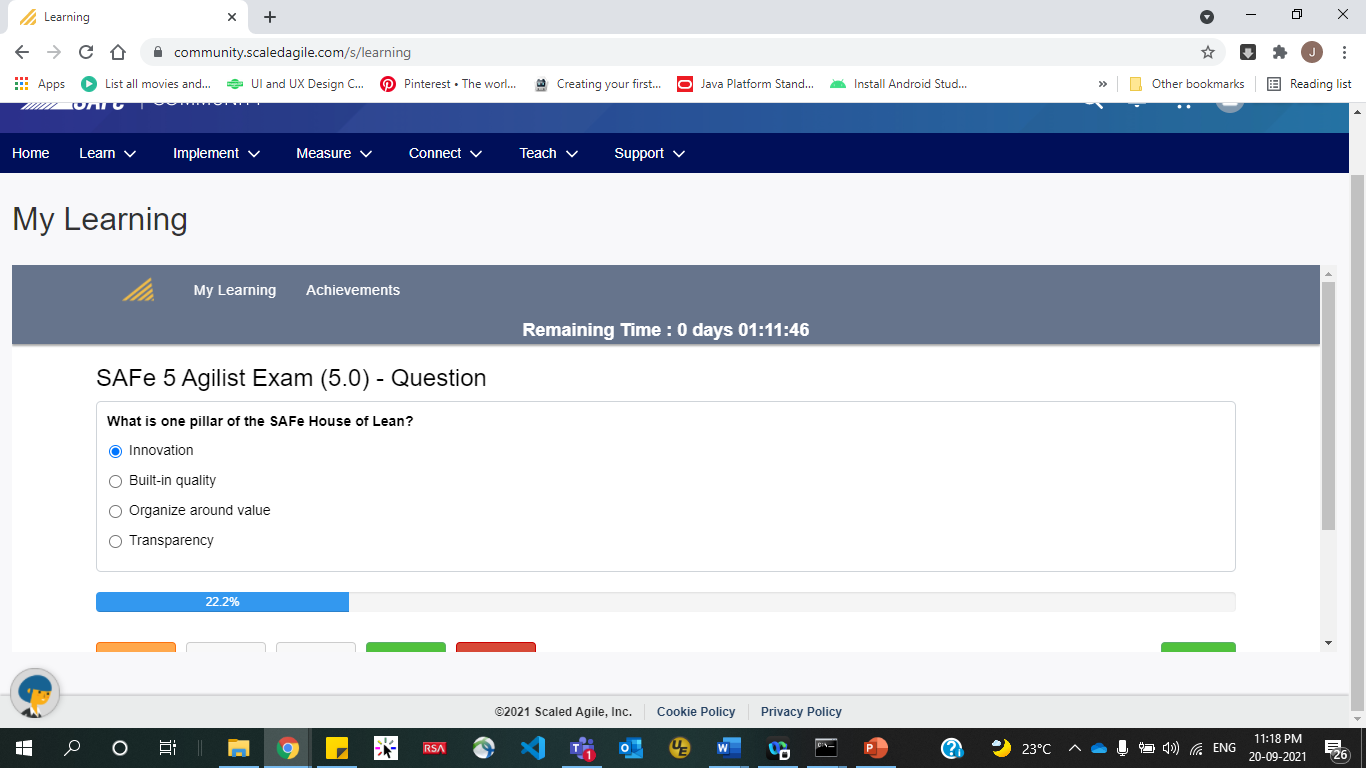 Learning
community.scaledagile.com/s/learning
Apps List all movies and... UI and UX Design C... Pinterest • The worl... Creating your first... Java Platform Stand... Install Android Stud... » Other bookmarks Reading list
J
SAFe COMMUNITY
Home Learn Implement Measure Connect Teach Support
My Learning
My Learning Achievements
Remaining Time : 0 days 01:11:46
SAFe 5 Agilist Exam (5.0) - Question
What is one pillar of the SAFe House of Lean?
Innovation
Built-in quality
Organize around value
Transparency
22.2%
©2021 Scaled Agile, Inc. Cookie Policy Privacy Policy
RSA 1 UE 23°C ENG 11:18 PM
20-09-2021
26